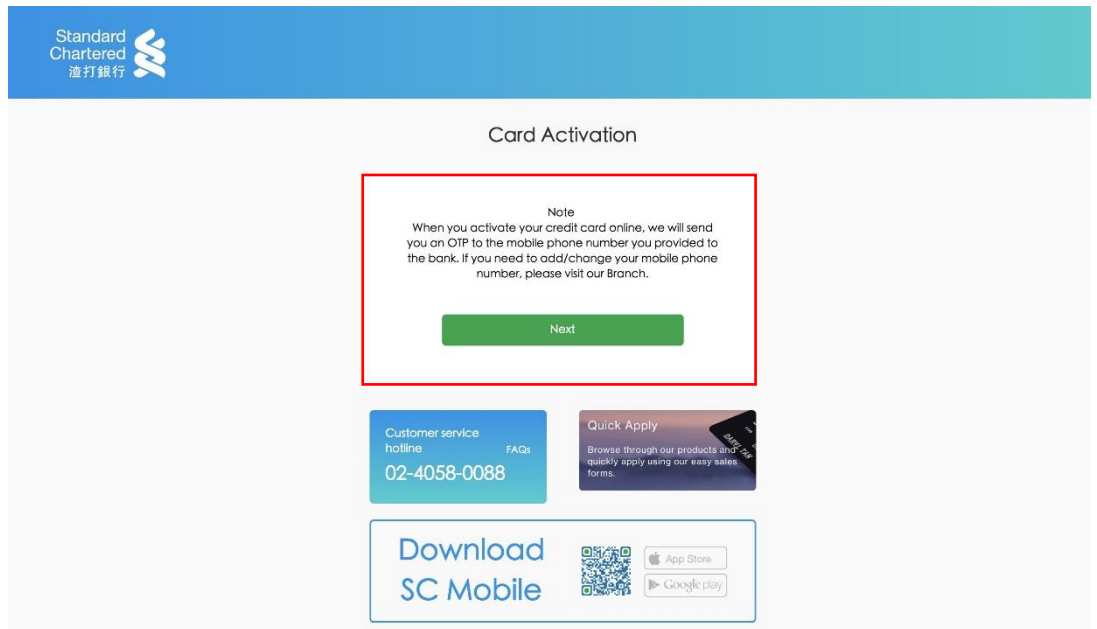 Standard
Chartered
渣打銀行
Card Activation
Note
When you activate your credit card online, we will send
you an OTP to the mobile phone number you provided to
the bank. If you need to add/change your mobile phone
number, please visit our Branch.
Next
Customer service
hotline
FAQs
02-4058-0088
Quick Apply
Browse through our products and
quickly apply using our easy sales
forms.
DARYL TAN
Download
SC Mobile
App Store
Google play